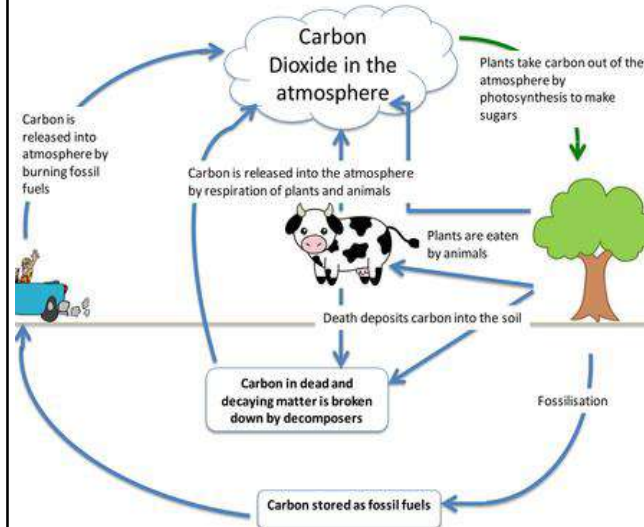 Carbon
Dioxide in the
atmosphere
Plants take carbon out of the
atmosphere by
photosynthesis to make
sugars
Carbon is
released into
atmosphere by
burning fossil
fuels
Carbon is released into the atmosphere
by respiration of plants and animals
Plants are eaten
by animals
Death deposits carbon into the soil
Carbon in dead and
decaying matter is broken
down by decomposers
Fossilisation
Carbon stored as fossil fuels